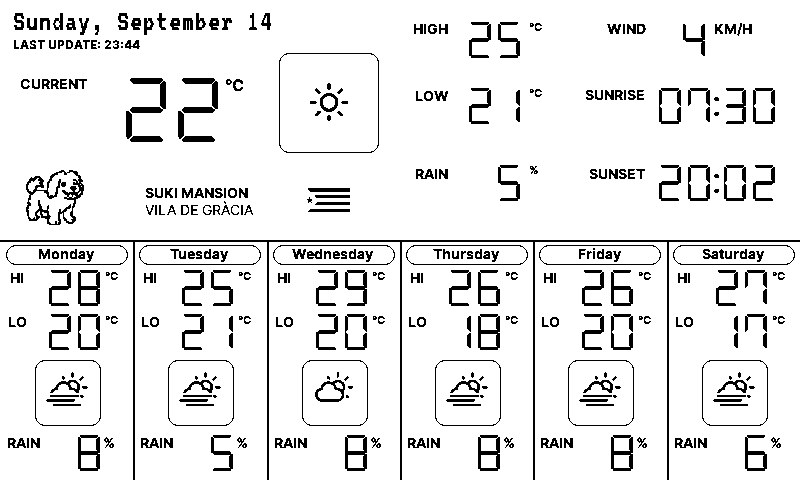 Sunday, September 14
LAST UPDATE: 23:44
CURRENT 22 °C
SUKI MANSION
VILA DE GRÀCIA
HIGH 25 °C
WIND 4 KM/H
LOW 21 °C
SUNRISE 07:30
RAIN 5 %
SUNSET 20:02
Monday
HI 28 °C
LO 20 °C
RAIN 8 %
Tuesday
HI 25 °C
LO 21 °C
RAIN 5 %
Wednesday
HI 29 °C
LO 20 °C
RAIN 8 %
Thursday
HI 26 °C
LO 18 °C
RAIN 8 %
Friday
HI 26 °C
LO 20 °C
RAIN 8 %
Saturday
HI 27 °C
LO 17 °C
RAIN 6 %